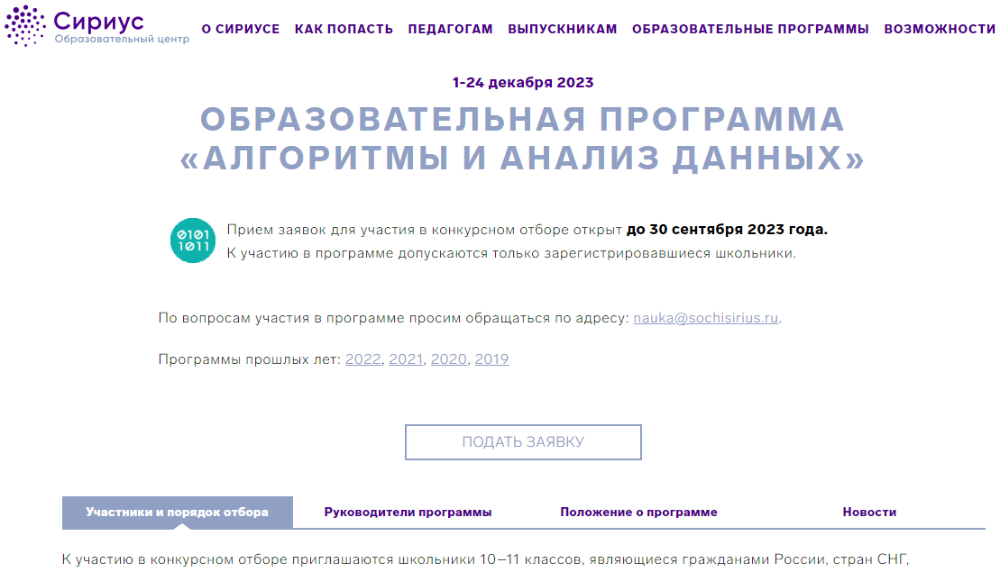 Сириус
Образовательный центр
О СИРИУСЕ КАК ПОПАСТЬ ПЕДАГОГАМ ВЫПУСКНИКАМ ОБРАЗОВАТЕЛЬНЫЕ ПРОГРАММЫ ВОЗМОЖНОСТИ
1-24 декабря 2023
ОБРАЗОВАТЕЛЬНАЯ ПРОГРАММА
«АЛГОРИТМЫ И АНАЛИЗ ДАННЫХ»
0101
1011
Прием заявок для участия в конкурсном отборе открыт до 30 сентября 2023 года.
К участию в программе допускаются только зарегистрировавшиеся школьники.
По вопросам участия в программе просим обращаться по адресу: nauka@sochisirius.ru.
Программы прошлых лет: 2022, 2021, 2020, 2019
ПОДАТЬ ЗАЯВКУ
Участники и порядок отбора Руководители программы Положение о программе Новости
К участию в конкурсном отборе приглашаются школьники 10–11 классов, являющиеся гражданами России, стран СНГ,